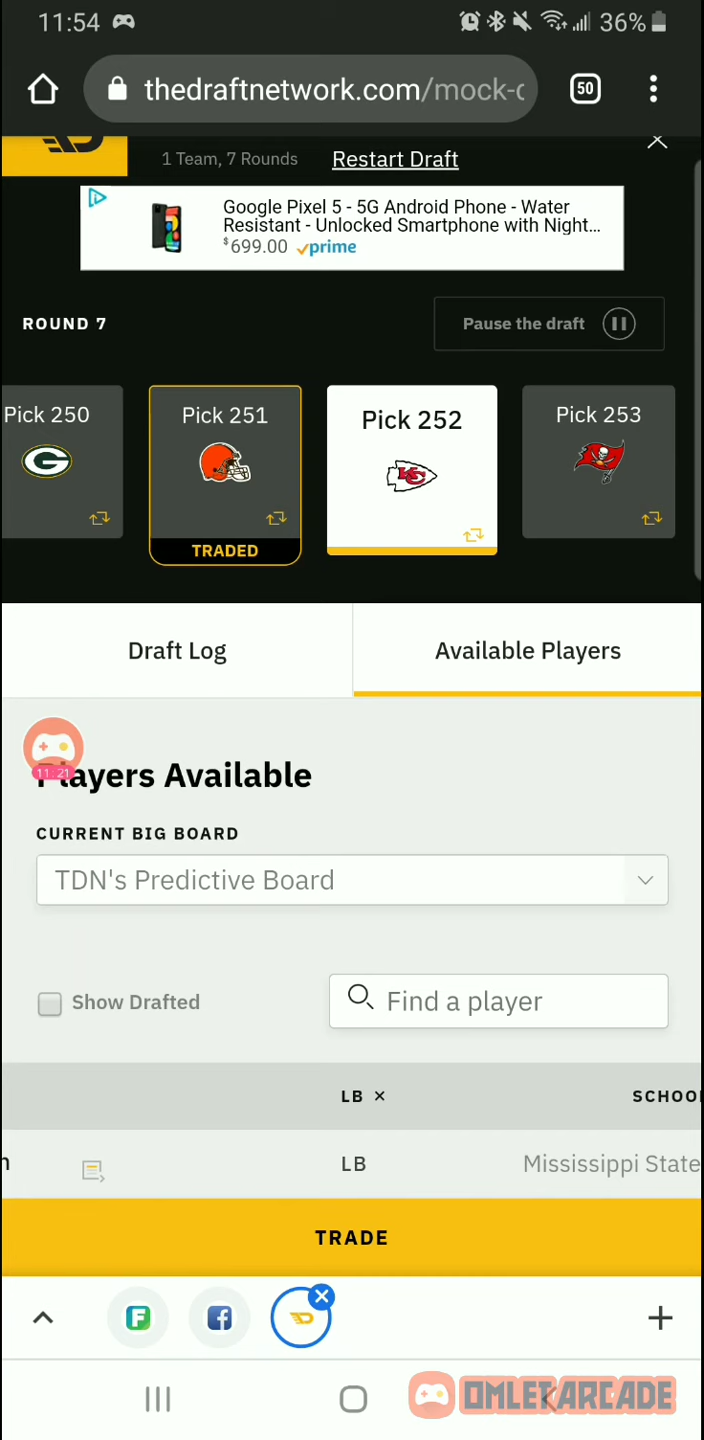 11:54
36%
thedraftnetwork.com/mock-
50
1 Team, 7 Rounds
Restart Draft
Google Pixel 5 - 5G Android Phone - Water
Resistant - Unlocked Smartphone with Night...
$699.00 prime
ROUND 7
Pause the draft
Pick 250
Pick 251
Pick 252
Pick 253
G
KC
TRADED
Draft Log
Available Players
11:21
Players Available
CURRENT BIG BOARD
TDN's Predictive Board
Show Drafted
Find a player
LB ×
SCHOO
n
LB
Mississippi State
TRADE
OMLET ARCADE